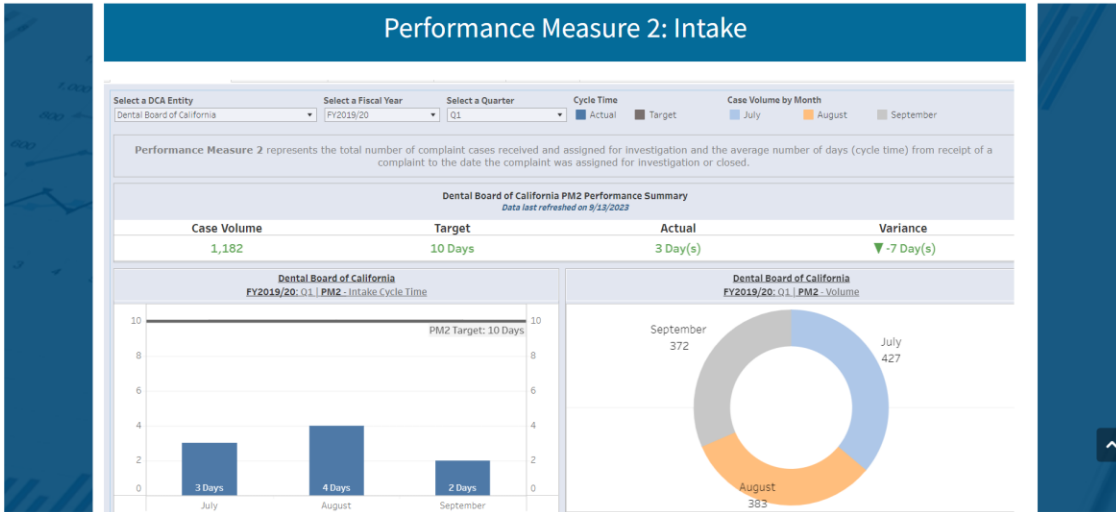 Performance Measure 2: Intake
Select a DCA Entity
Select a Fiscal Year
Select a Quarter
Cycle Time
Case Volume by Month
Dental Board of California
FY2019/20
Q1
Actual
Target
July
August
September
Performance Measure 2 represents the total number of complaint cases received and assigned for investigation and the average number of days (cycle time) from receipt of a
complaint to the date the complaint was assigned for investigation or closed.
Dental Board of California PM2 Performance Summary
Data last refreshed on 9/13/2023
Case Volume
Target
Actual
Variance
1,182
10 Days
3 Day(s)
▼ -7 Day(s)
Dental Board of California
FY2019/20: Q1 | PM2 - Intake Cycle Time
10
8
6
4
2
0
PM2 Target: 10 Days
10
8
6
4
2
0
3 Days
4 Days
2 Days
July
August
September
Dental Board of California
FY2019/20: Q1 | PM2 - Volume
September
372
July
427
August
383